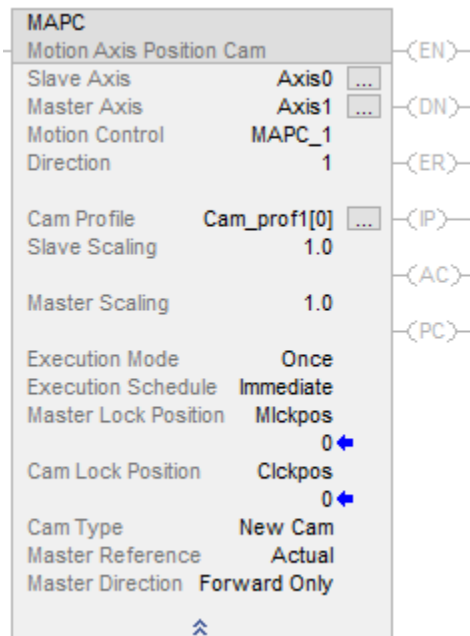 MAPC
Motion Axis Position Cam
(EN)
Slave Axis Axis0 ...
Master Axis Axis1 ...
(DN)
Motion Control MAPC_1
Direction 1
(ER)
Cam Profile Cam_prof1[0] ...
(IP)
Slave Scaling 1.0
(AC)
Master Scaling 1.0
(PC)
Execution Mode Once
Execution Schedule Immediate
Master Lock Position Mlckpos
0
Cam Lock Position Clckpos
0
Cam Type New Cam
Master Reference Actual
Master Direction Forward Only